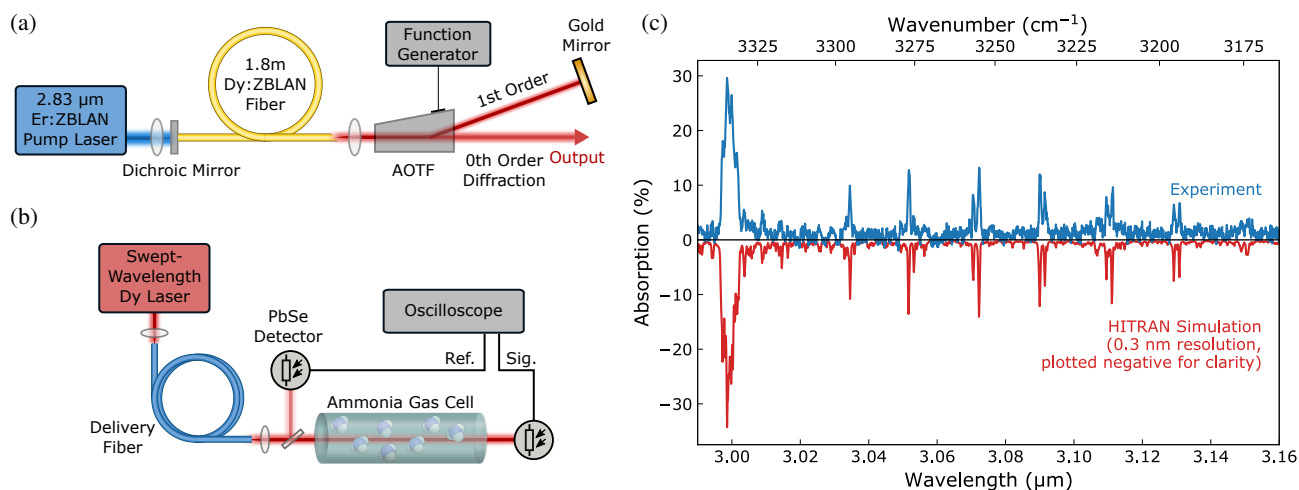 (a)
2.83 μm
Er:ZBLAN
Pump Laser
Dichroic Mirror
1.8m
Dy:ZBLAN
Fiber
Function
Generator
AOTF
1st Order
Gold
Mirror
0th Order
Diffraction
Output
(b)
Swept-
Wavelength
Dy Laser
Delivery
Fiber
PbSe
Detector
Oscilloscope
Ref.
Sig.
Ammonia Gas Cell
(c)
Wavenumber (cm⁻¹)
3325 3300 3275 3250 3225 3200 3175
Absorption (%)
30
20
10
0
−10
−20
−30
Experiment
HITRAN Simulation
(0.3 nm resolution,
plotted negative for clarity)
3.00 3.02 3.04 3.06 3.08 3.10 3.12 3.14 3.16
Wavelength (μm)